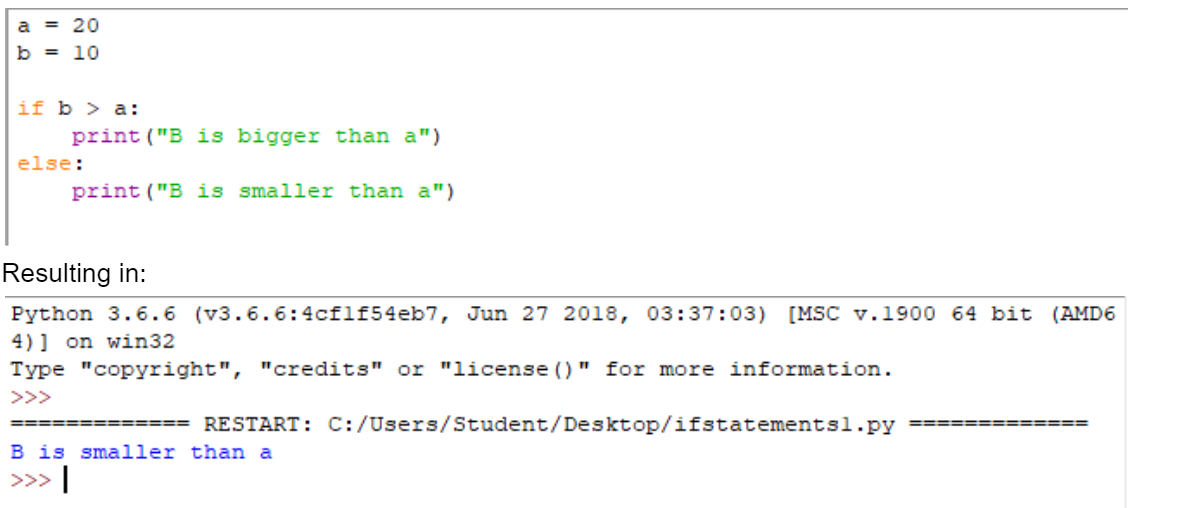 a = 20
b = 10
if b > a:
    print("B is bigger than a")
else:
    print("B is smaller than a")
Resulting in:
Python 3.6.6 (v3.6.6:4cf1f54eb7, Jun 27 2018, 03:37:03) [MSC v.1900 64 bit (AMD6
4)] on win32
Type "copyright", "credits" or "license()" for more information.
>>>
============= RESTART: C:/Users/Student/Desktop/ifstatements1.py =============
B is smaller than a
>>>